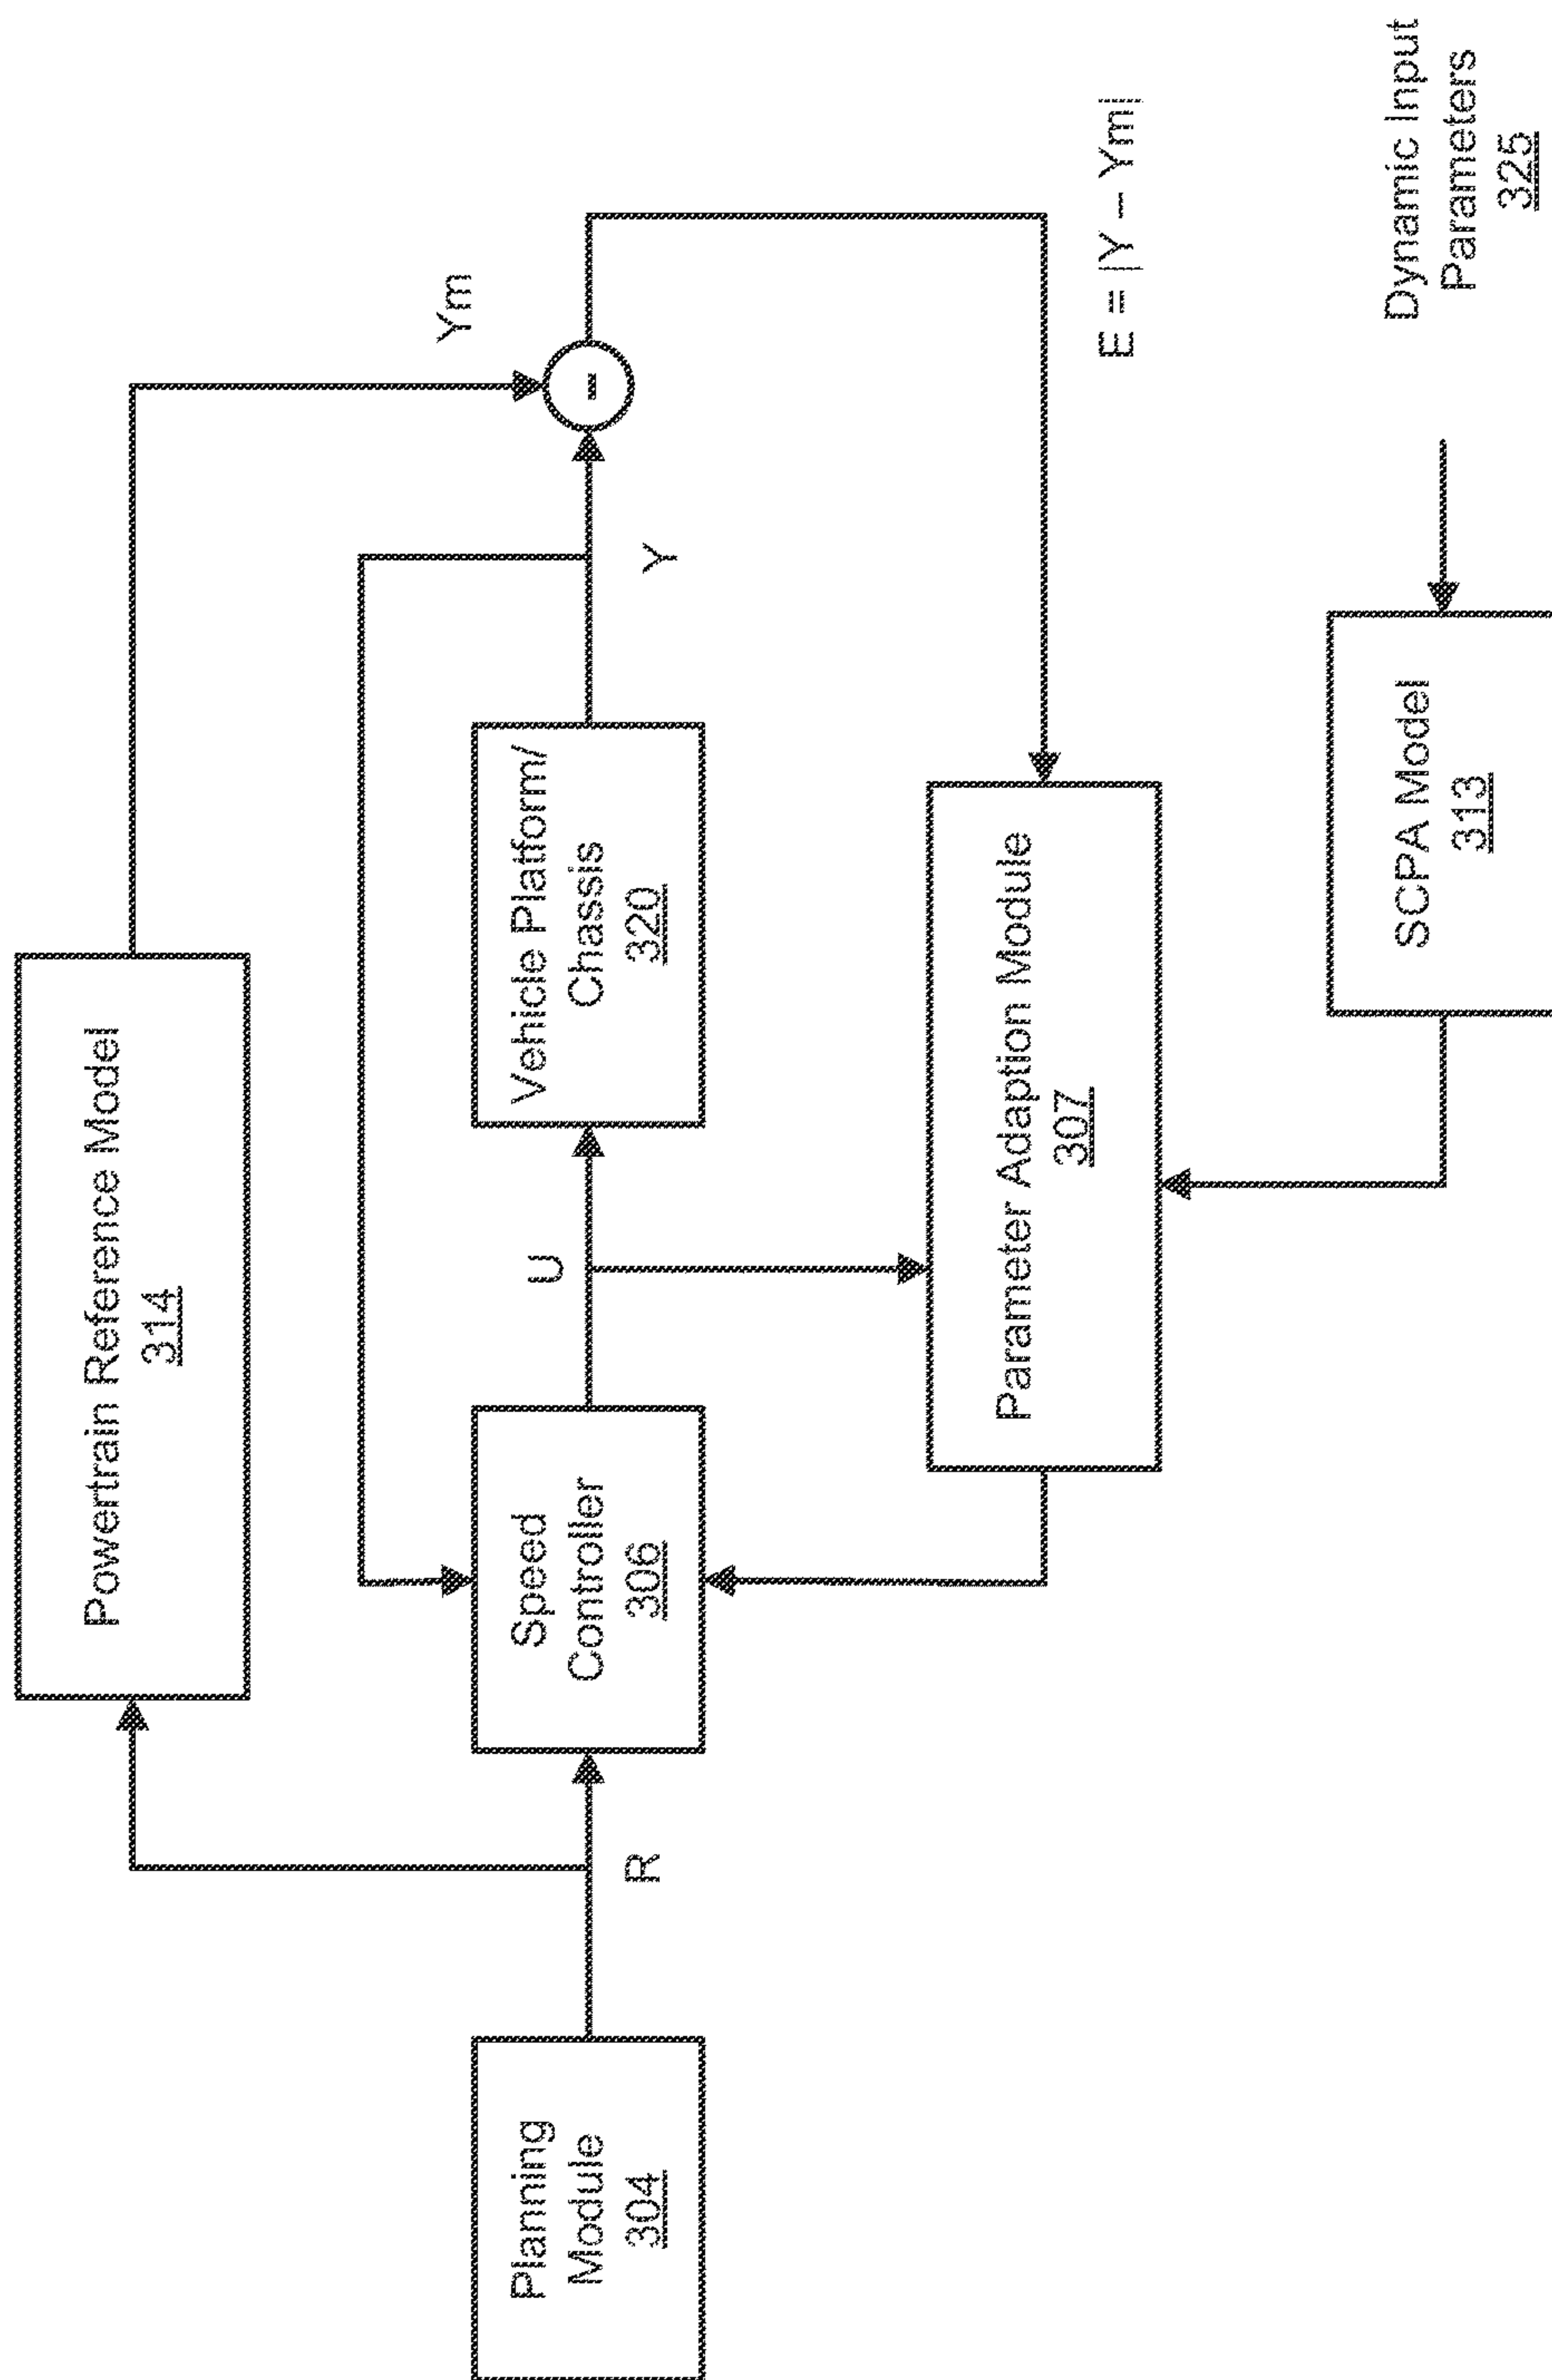 Powertrain Reference Model
314
Ym
Planning
Module
304
R
Speed
Controller
306
U
Vehicle Platform/
Chassis
320
Y
Parameter Adaption Module
307
E = |Y – Ym|
SCPA Model
313
Dynamic Input
Parameters
325